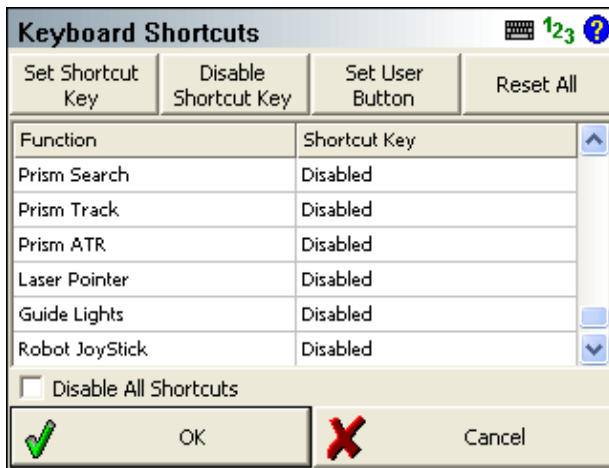 Keyboard Shortcuts 123 ?
Set Shortcut Key
Disable Shortcut Key
Set User Button
Reset All
Function Shortcut Key
Prism Search Disabled
Prism Track Disabled
Prism ATR Disabled
Laser Pointer Disabled
Guide Lights Disabled
Robot JoyStick Disabled
Disable All Shortcuts
OK Cancel